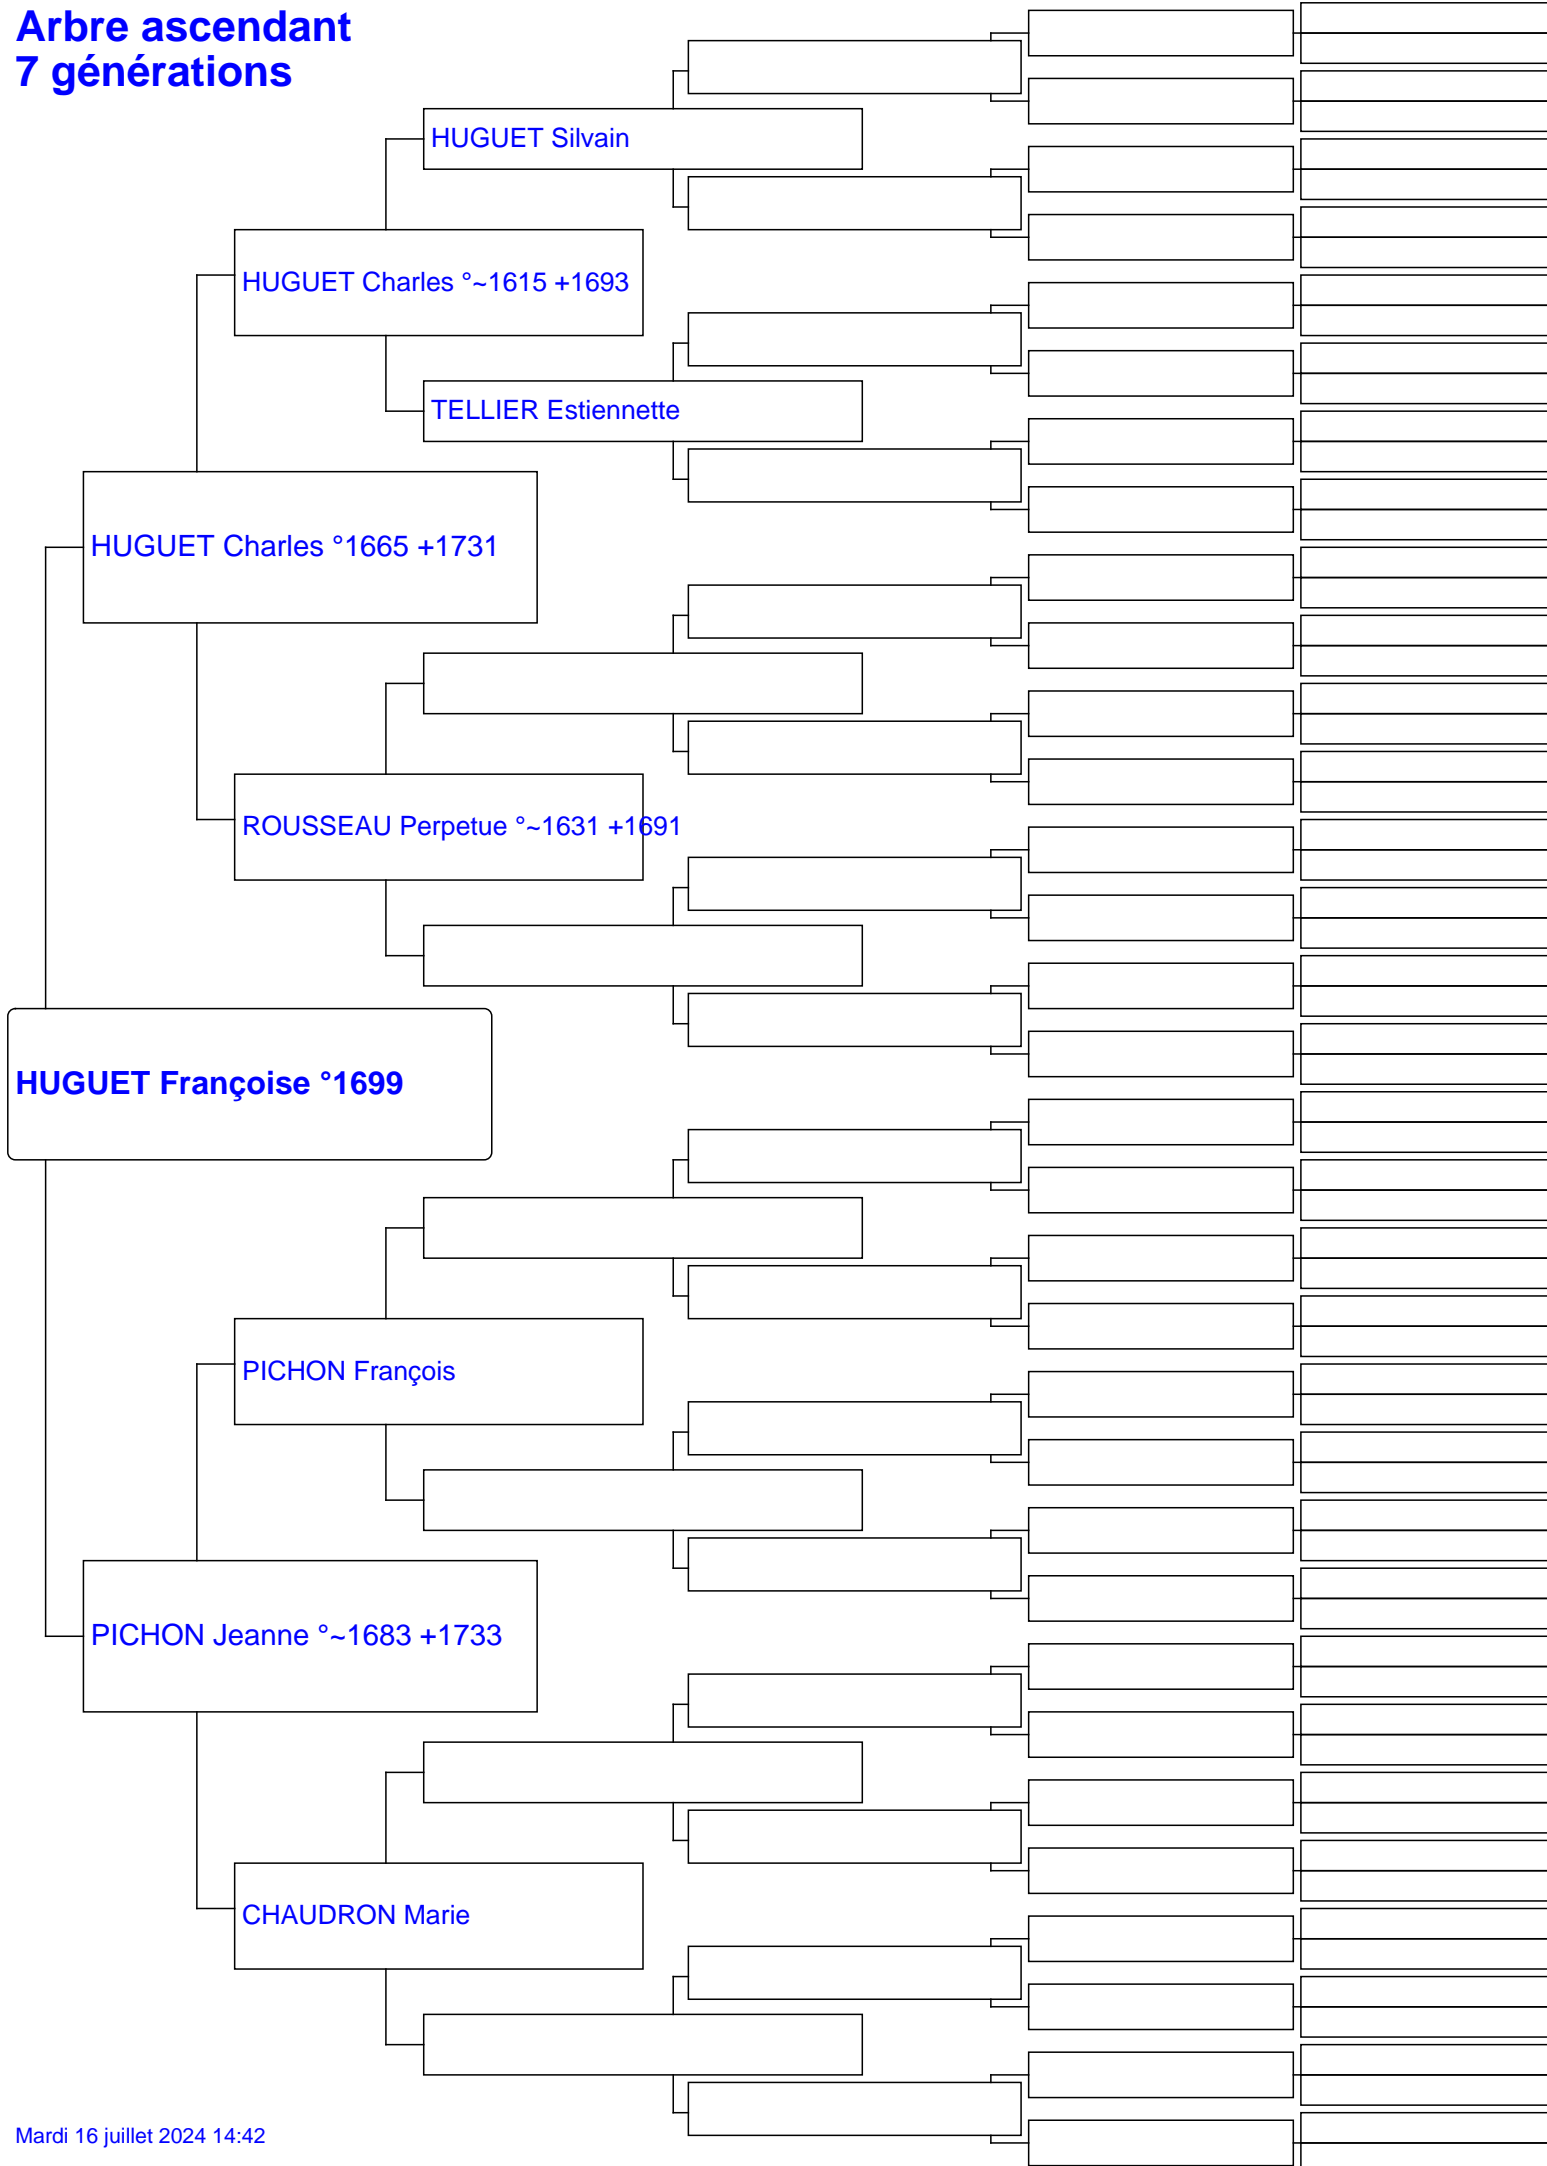 Arbre ascendant
7 générations
HUGUET Silvain
HUGUET Charles °~1615 +1693
TELLIER Estiennette
HUGUET Charles °1665 +1731
ROUSSEAU Perpetue °~1631 +1691
HUGUET Françoise °1699
PICHON François
PICHON Jeanne °~1683 +1733
CHAUDRON Marie
Mardi 16 juillet 2024 14:42